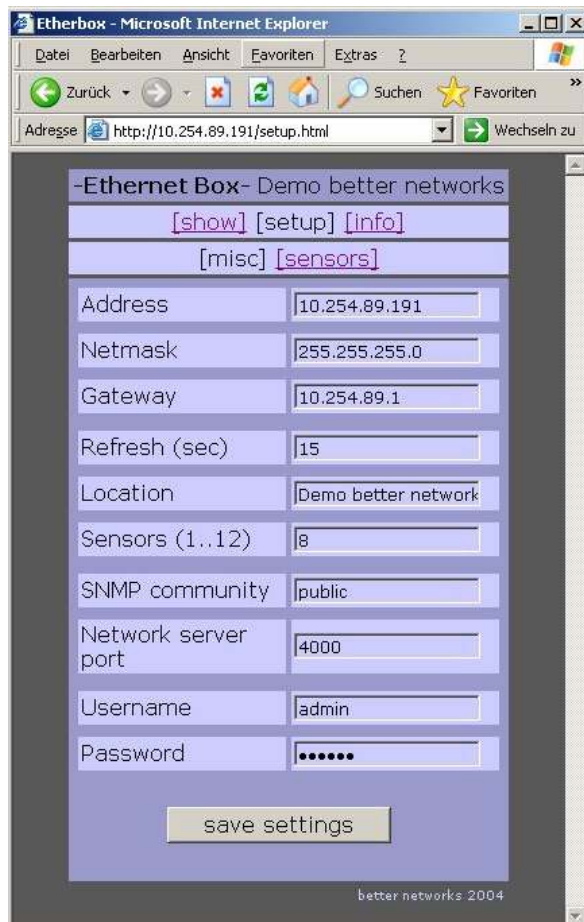 Etherbox - Microsoft Internet Explorer
Datei Bearbeiten Ansicht Favoriten Extras ?
Zurück Suchen Favoriten »
Adresse http://10.254.89.191/setup.html Wechseln zu
-Ethernet Box- Demo better networks
[show] [setup] [info]
[misc] [sensors]
Address 10.254.89.191
Netmask 255.255.255.0
Gateway 10.254.89.1
Refresh (sec) 15
Location Demo better network
Sensors (1..12) 8
SNMP community public
Network server
port 4000
Username admin
Password ••••••
save settings
better networks 2004